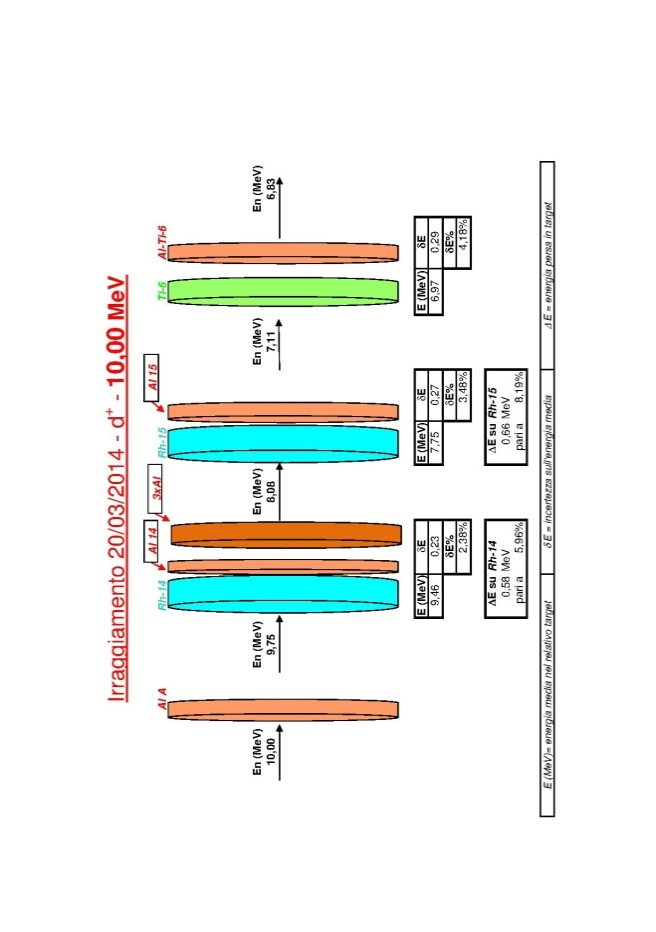 Irraggiamento 20/03/2014 - d⁺ - 10,00 MeV
Al A
Rh-14
Al 14
3xAl
Rh-15
Al 15
Ti-6
Al-Ti-6
En (MeV)
10,00
En (MeV)
9,75
En (MeV)
8,08
En (MeV)
7,11
En (MeV)
6,83
E (MeV) δE
9,46 0,23
δE%
2,38%
E (MeV) δE
7,75 0,27
δE%
3,48%
E (MeV) δE
6,97 0,29
δE%
4,18%
ΔE su Rh-14
0,58 MeV
pari a 5,96%
ΔE su Rh-15
0,66 MeV
pari a 8,19%
E (MeV)= energia media nel relativo target
δE = incertezza sull'energia media
ΔE = energia persa in target